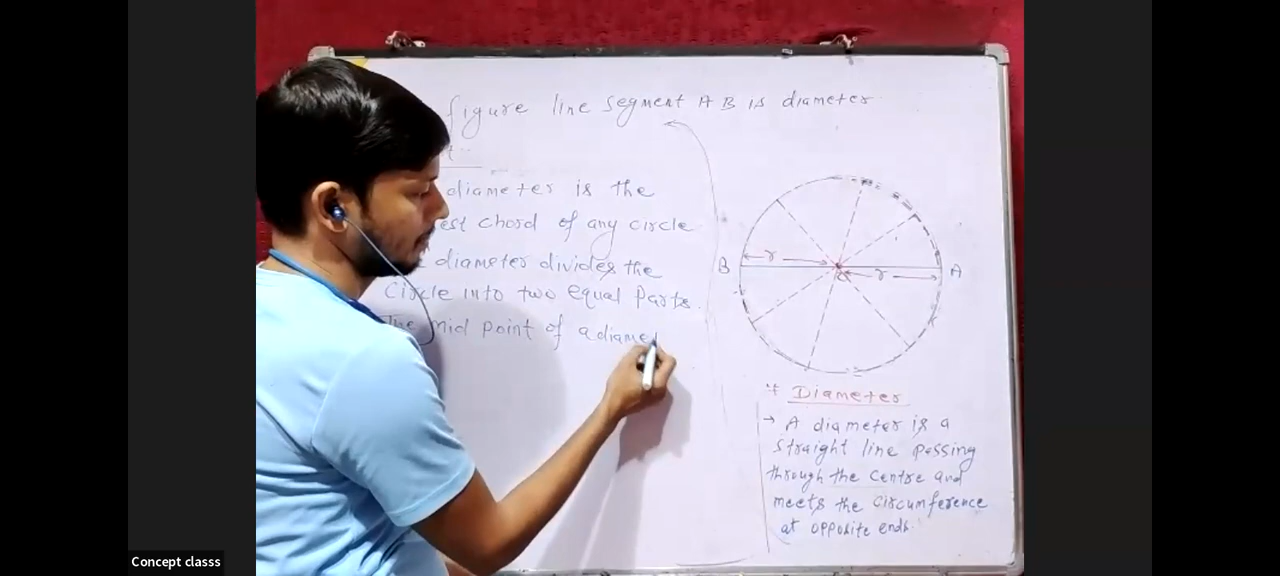 figure line segment AB is diameter.
diameter is the
est chord of any circle.
diameter divides the
circle into two equal parts.
The mid point of a diame
B
r
r
A
* Diameter
→ A diameter is a
straight line passing
through the centre and
meets the circumference
at opposite ends.
Concept classs